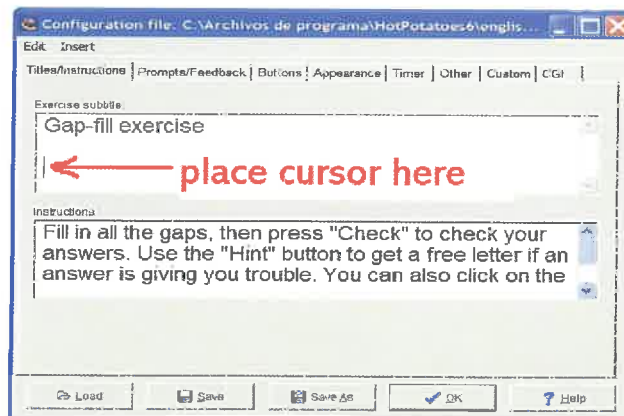 Configuration file: C:\Archivos de programa\HotPotatoes6\englis...
Edit Insert
Titles/Instructions Prompts/Feedback Buttons Appearance Timer Other Custom CGI
Exercise subtitle:
Gap-fill exercise
place cursor here
Instructions
Fill in all the gaps, then press "Check" to check your
answers. Use the "Hint" button to get a free letter if an
answer is giving you trouble. You can also click on the
Load Save Save As OK Help